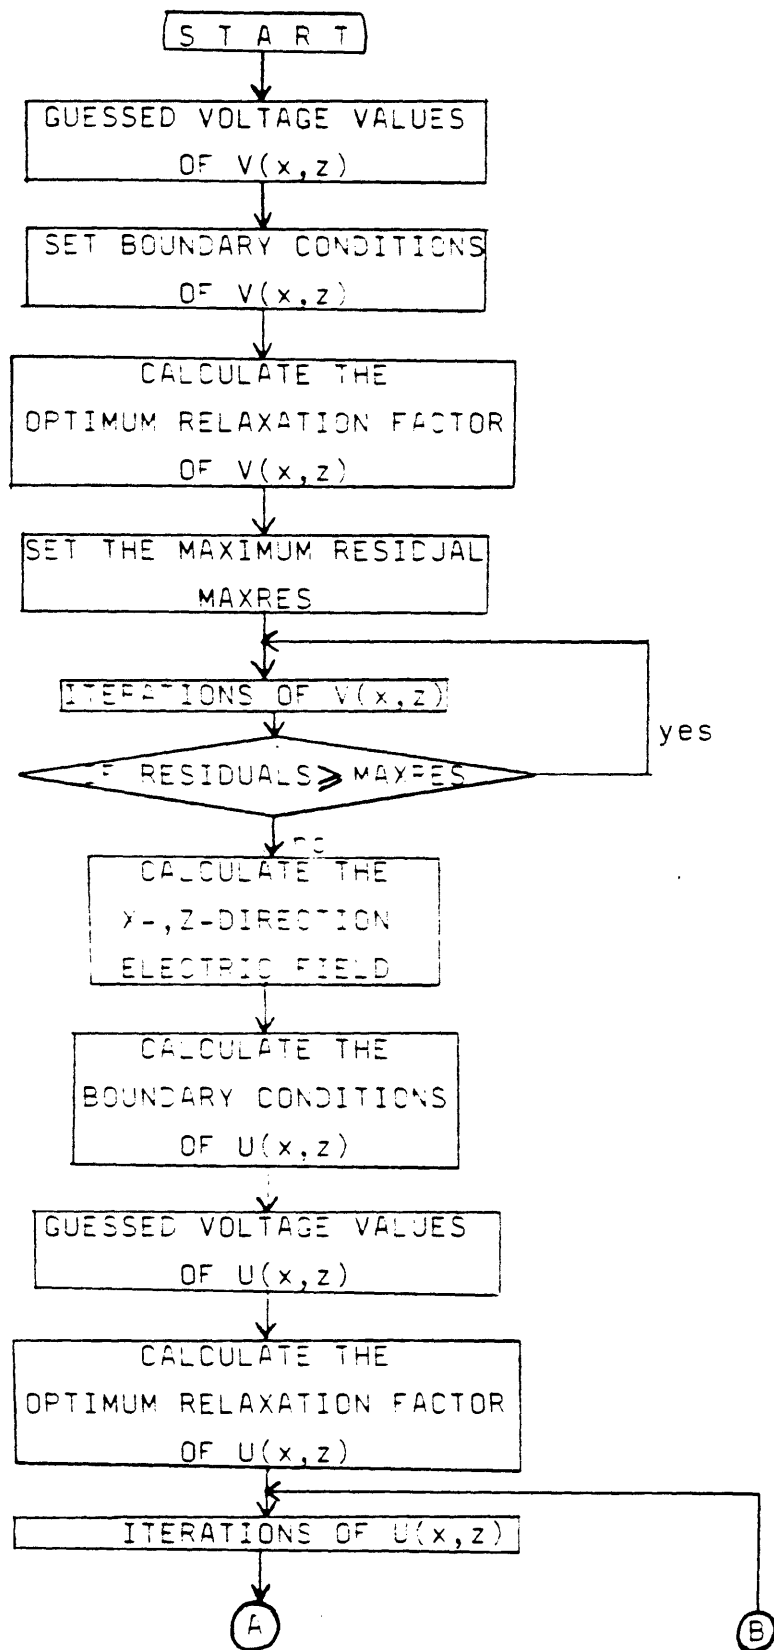 S T A R T
GUESSED VOLTAGE VALUES
OF V(x,z)
SET BOUNDARY CONDITIONS
OF V(x,z)
CALCULATE THE
OPTIMUM RELAXATION FACTOR
OF V(x,z)
SET THE MAXIMUM RESIDUAL
MAXRES
ITERATIONS OF V(x,z)
yes
IF RESIDUALS ⩾ MAXRES
no
CALCULATE THE
X-,Z-DIRECTION
ELECTRIC FIELD
CALCULATE THE
BOUNDARY CONDITIONS
OF U(x,z)
GUESSED VOLTAGE VALUES
OF U(x,z)
CALCULATE THE
OPTIMUM RELAXATION FACTOR
OF U(x,z)
ITERATIONS OF U(x,z)
A
B